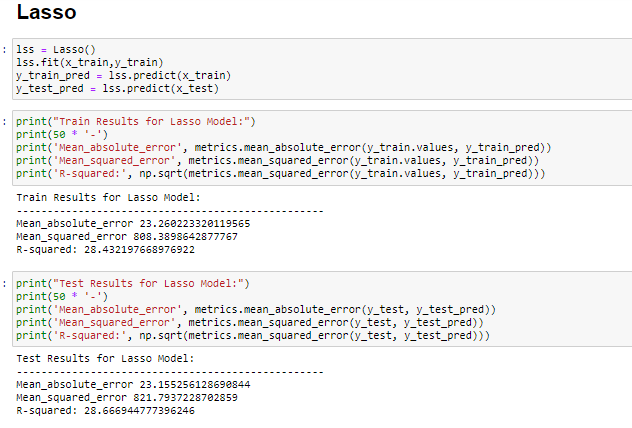 Lasso
: lss = Lasso()
lss.fit(x_train,y_train)
y_train_pred = lss.predict(x_train)
y_test_pred = lss.predict(x_test)
: print("Train Results for Lasso Model:")
print(50 * '-')
print('Mean_absolute_error', metrics.mean_absolute_error(y_train.values, y_train_pred))
print('Mean_squared_error', metrics.mean_squared_error(y_train.values, y_train_pred))
print('R-squared:', np.sqrt(metrics.mean_squared_error(y_train.values, y_train_pred)))
Train Results for Lasso Model:
--------------------------------------------------
Mean_absolute_error 23.260223320119565
Mean_squared_error 808.3898642877767
R-squared: 28.432197668976922
: print("Test Results for Lasso Model:")
print(50 * '-')
print('Mean_absolute_error', metrics.mean_absolute_error(y_test, y_test_pred))
print('Mean_squared_error', metrics.mean_squared_error(y_test, y_test_pred))
print('R-squared:', np.sqrt(metrics.mean_squared_error(y_test, y_test_pred)))
Test Results for Lasso Model:
--------------------------------------------------
Mean_absolute_error 23.155256128690844
Mean_squared_error 821.7937228702859
R-squared: 28.666944777396246